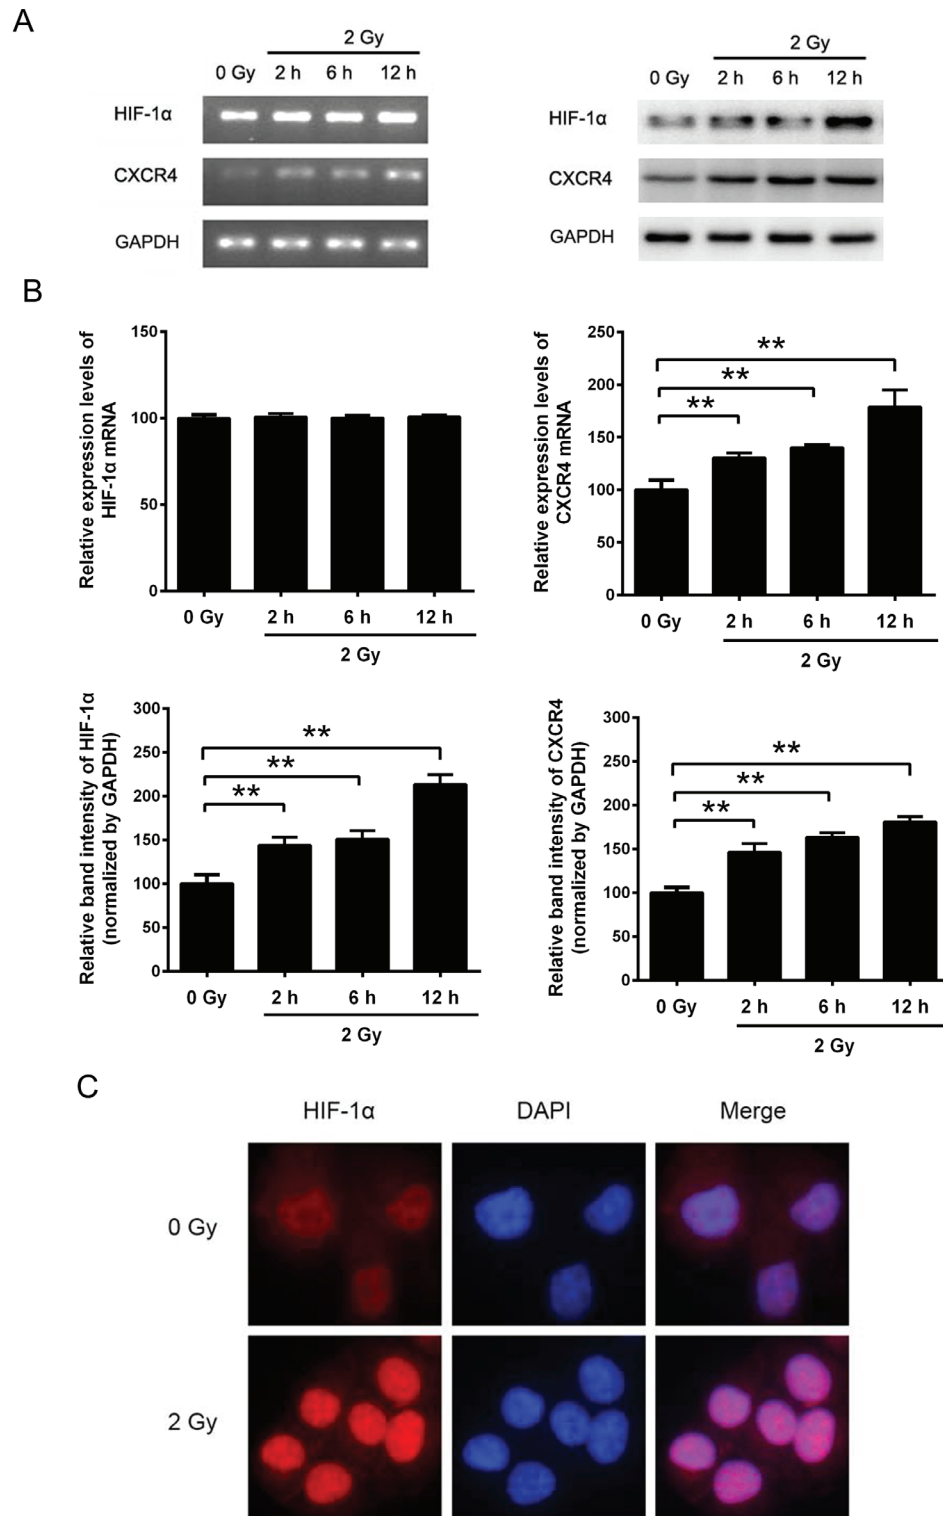 A
2 Gy
0 Gy 2 h 6 h 12 h
HIF-1α
CXCR4
GAPDH
2 Gy
0 Gy 2 h 6 h 12 h
HIF-1α
CXCR4
GAPDH
B
Relative expression levels of
HIF-1α mRNA
150
100
50
0
0 Gy 2 h 6 h 12 h
2 Gy
Relative expression levels of
CXCR4 mRNA
250
200
150
100
50
0
** ** **
0 Gy 2 h 6 h 12 h
2 Gy
Relative band intensity of HIF-1α
(normalized by GAPDH)
300
250
200
150
100
50
0
** ** **
0 Gy 2 h 6 h 12 h
2 Gy
Relative band intensity of CXCR4
(normalized by GAPDH)
300
250
200
150
100
50
0
** ** **
0 Gy 2 h 6 h 12 h
2 Gy
C
HIF-1α DAPI Merge
0 Gy
2 Gy